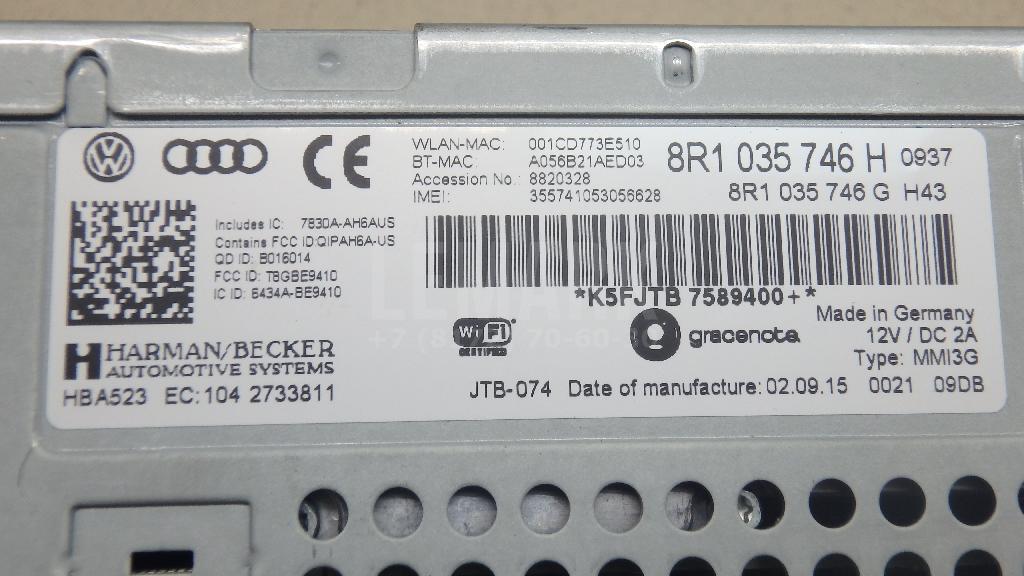 WLAN-MAC: 001CD773E510
BT-MAC: A056B21AED03
Accession No.: 8820328
IMEI: 355741053056628
8R1 035 746 H 0937
8R1 035 746 G H43
Includes IC: 7830A-AH6AUS
Contains FCC ID:QIPAH6A-US
QD ID: B016014
FCC ID: T8GBE9410
IC ID: 6434A-BE9410
*K5FJTB 7589400+*
HARMAN/BECKER
AUTOMOTIVE SYSTEMS
HBA523 EC: 104 2733811
Wi Fi
CERTIFIED
gracenote
Made in Germany
12V / DC 2A
Type: MMI3G
JTB-074 Date of manufacture: 02.09.15 0021 09DB